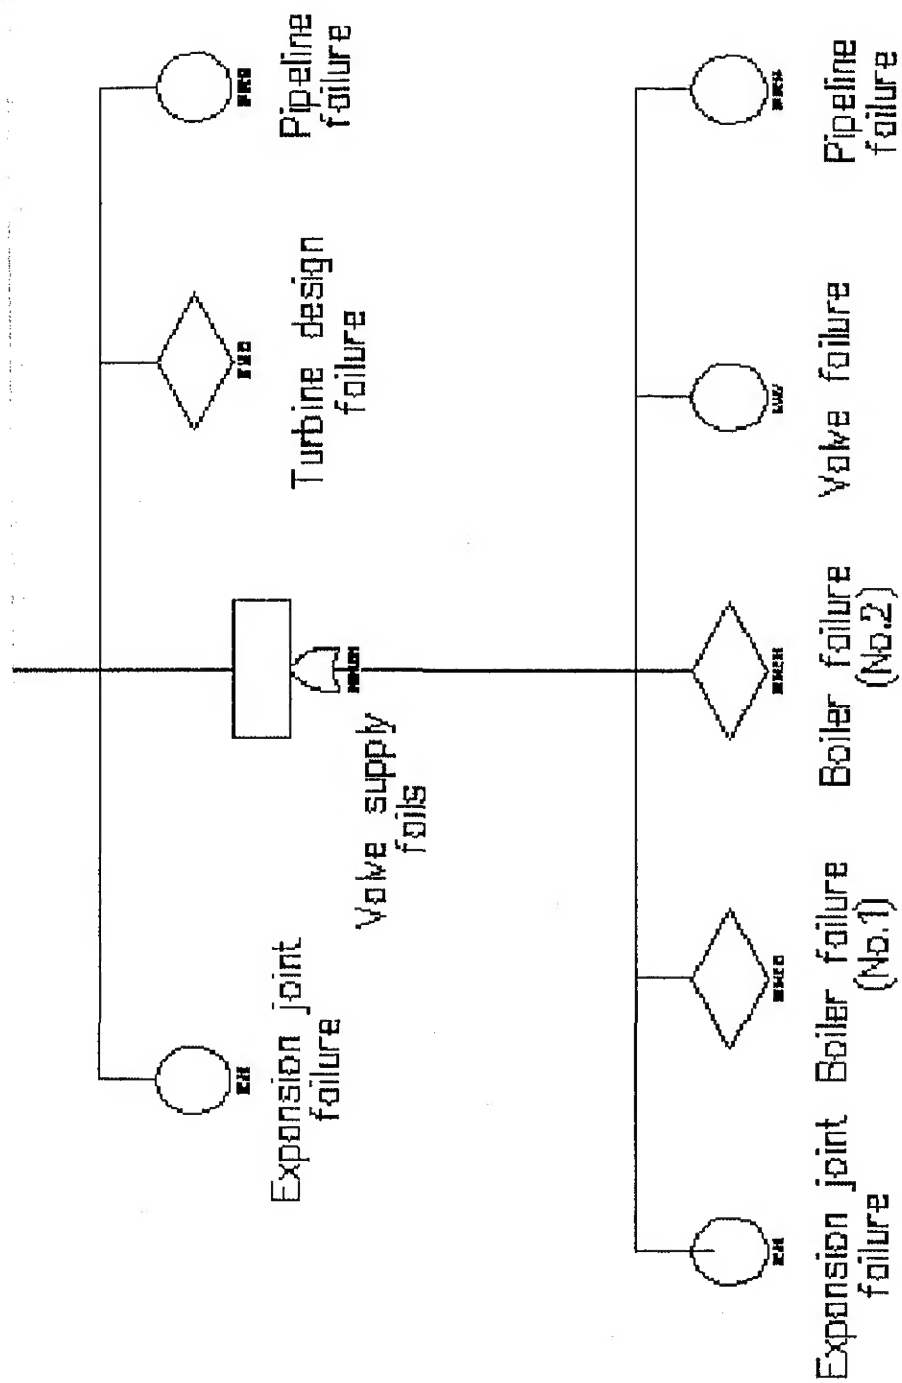 Expansion joint
failure
Valve supply
fails
Turbine design
failure
Pipeline
failure
Expansion joint
failure
Boiler failure
(No.1)
Boiler failure
(No.2)
Valve failure
Pipeline
failure